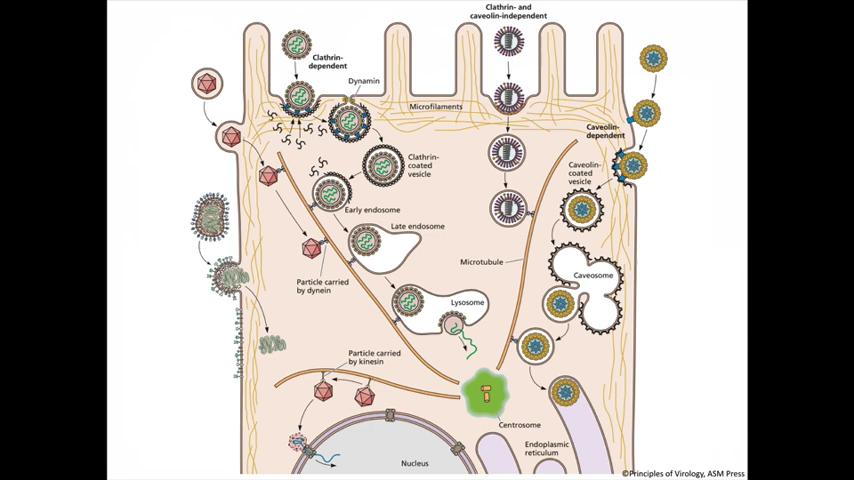 Clathrin- and
caveolin-independent
Clathrin-
dependent
Dynamin
Microfilaments
Caveolin-
dependent
Clathrin-
coated
vesicle
Caveolin-
coated
vesicle
Early endosome
Late endosome
Microtubule
Caveosome
Particle carried
by dynein
Lysosome
Particle carried
by kinesin
Centrosome
Endoplasmic
reticulum
Nucleus
©Principles of Virology, ASM Press